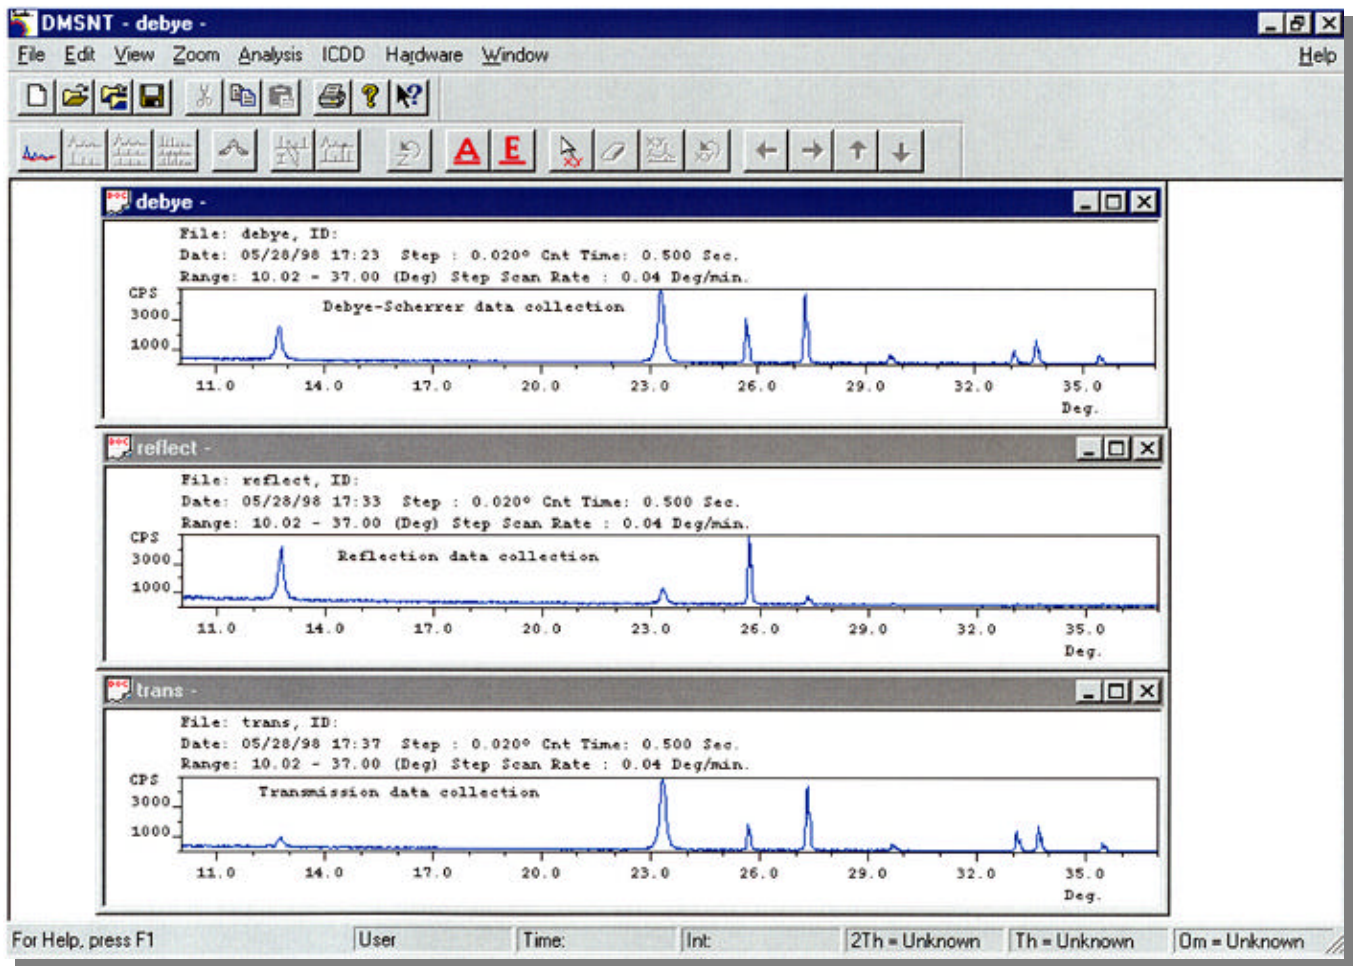 DMSNT - debye -
File Edit View Zoom Analysis ICDD Hardware Window Help
A E
debye -
File: debye, ID:
Date: 05/28/98 17:23 Step : 0.020° Cnt Time: 0.500 Sec.
Range: 10.02 - 37.00 (Deg) Step Scan Rate : 0.04 Deg/min.
CPS
Debye-Scherrer data collection
3000
1000
11.0 14.0 17.0 20.0 23.0 26.0 29.0 32.0 35.0
Deg.
reflect -
File: reflect, ID:
Date: 05/28/98 17:33 Step : 0.020° Cnt Time: 0.500 Sec.
Range: 10.02 - 37.00 (Deg) Step Scan Rate : 0.04 Deg/min.
CPS
Reflection data collection
3000
1000
11.0 14.0 17.0 20.0 23.0 26.0 29.0 32.0 35.0
Deg.
trans -
File: trans, ID:
Date: 05/28/98 17:37 Step : 0.020° Cnt Time: 0.500 Sec.
Range: 10.02 - 37.00 (Deg) Step Scan Rate : 0.04 Deg/min.
CPS
Transmission data collection
3000
1000
11.0 14.0 17.0 20.0 23.0 26.0 29.0 32.0 35.0
Deg.
For Help, press F1 User Time: Int: 2Th = Unknown Th = Unknown Om = Unknown